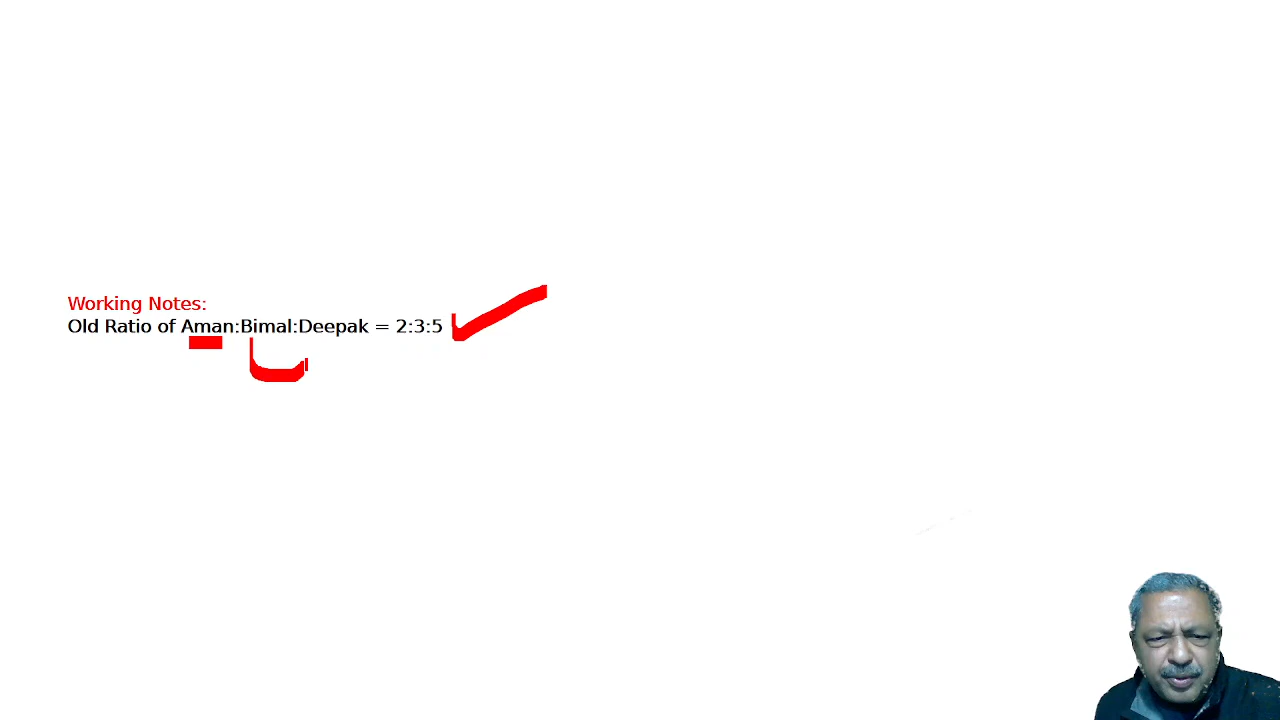 Working Notes:
Old Ratio of Aman:Bimal:Deepak = 2:3:5